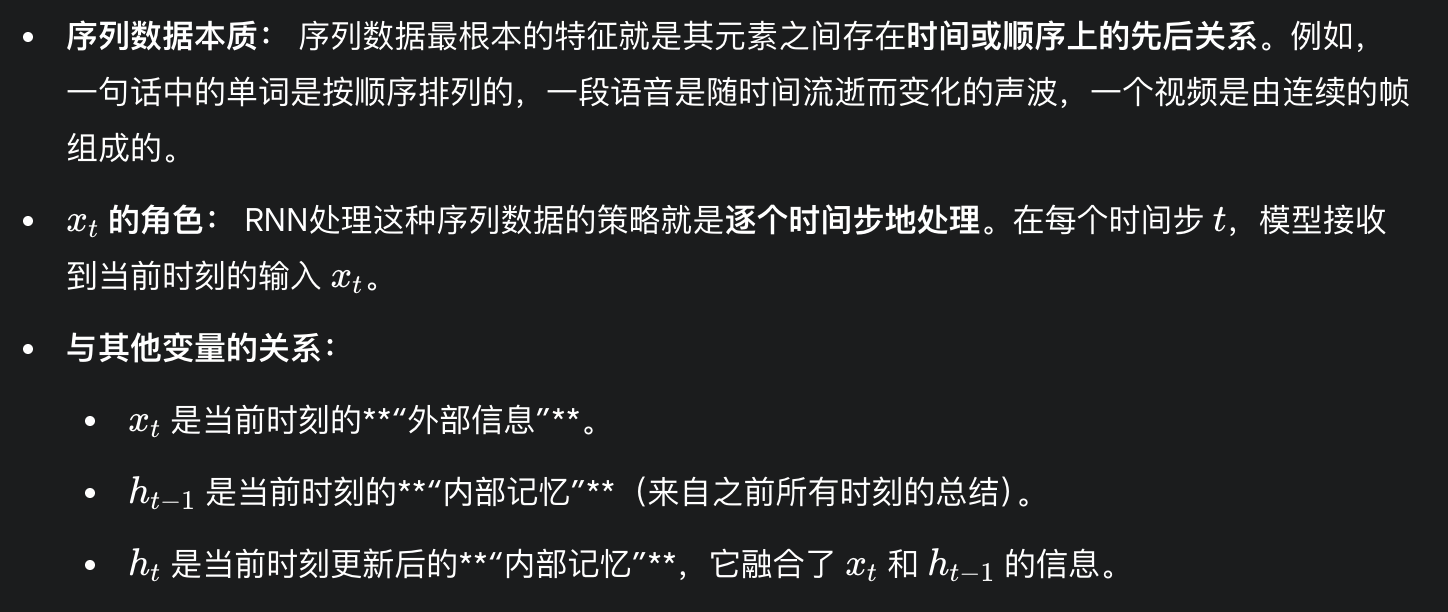 • 序列数据本质： 序列数据最根本的特征就是其元素之间存在时间或顺序上的先后关系。例如，
一句话中的单词是按顺序排列的，一段语音是随时间流逝而变化的声波，一个视频是由连续的帧
组成的。
• xₜ 的角色： RNN处理这种序列数据的策略就是逐个时间步地处理。在每个时间步 t，模型接收
到当前时刻的输入 xₜ。
• 与其他变量的关系：
• xₜ 是当前时刻的**“外部信息”**。
• hₜ₋₁ 是当前时刻的**“内部记忆”**（来自之前所有时刻的总结）。
• hₜ 是当前时刻更新后的**“内部记忆”**，它融合了 xₜ 和 hₜ₋₁ 的信息。